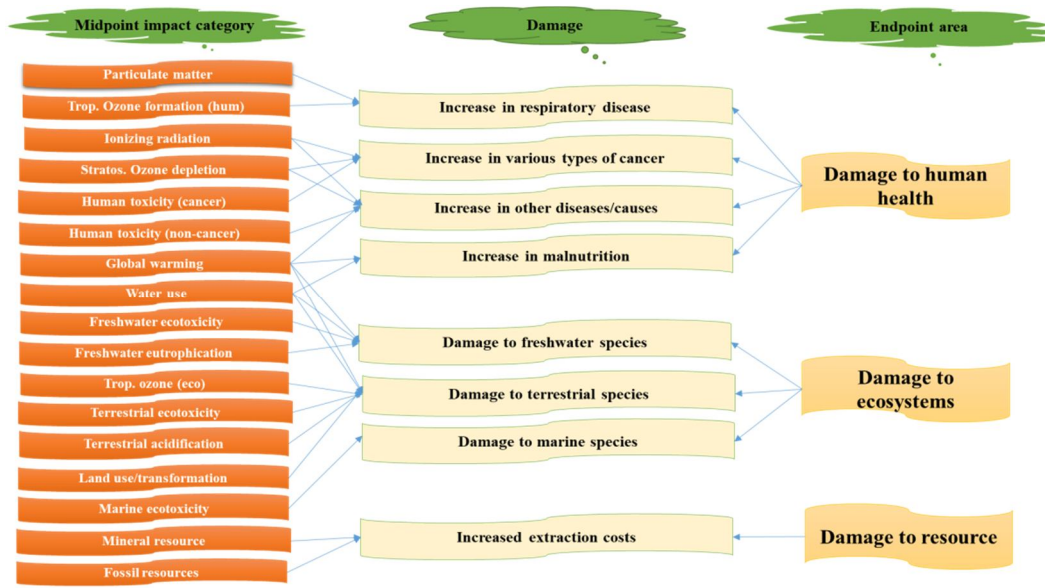 Midpoint impact category
Damage
Endpoint area
Particulate matter
Trop. Ozone formation (hum)
Ionizing radiation
Stratos. Ozone depletion
Human toxicity (cancer)
Human toxicity (non-cancer)
Global warming
Water use
Freshwater ecotoxicity
Freshwater eutrophication
Trop. ozone (eco)
Terrestrial ecotoxicity
Terrestrial acidification
Land use/transformation
Marine ecotoxicity
Mineral resource
Fossil resources
Increase in respiratory disease
Increase in various types of cancer
Increase in other diseases/causes
Increase in malnutrition
Damage to freshwater species
Damage to terrestrial species
Damage to marine species
Increased extraction costs
Damage to human
health
Damage to
ecosystems
Damage to resource